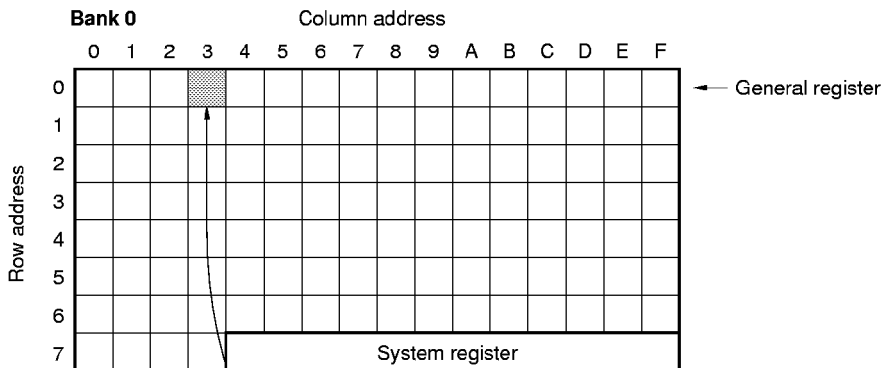 Bank 0 Column address
0 1 2 3 4 5 6 7 8 9 A B C D E F
0 General register
1
2
3
4
5
6
7 System register
Row address